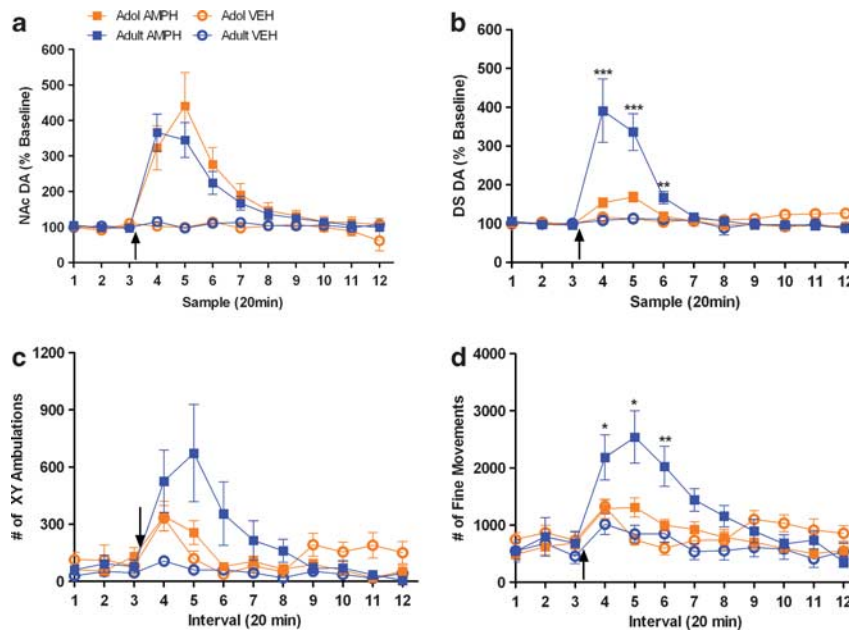 a
Adol AMPH
Adol VEH
Adult AMPH
Adult VEH
NAc DA (% Baseline)
600
500
400
300
200
100
0
1 2 3 4 5 6 7 8 9 10 11 12
Sample (20min)
b
DS DA (% Baseline)
600
500
400
300
200
100
0
***
***
**
1 2 3 4 5 6 7 8 9 10 11 12
Sample (20min)
c
# of XY Ambulations
1200
900
600
300
0
1 2 3 4 5 6 7 8 9 10 11 12
Interval (20 min)
d
# of Fine Movements
4000
3000
2000
1000
0
*
*
**
1 2 3 4 5 6 7 8 9 10 11 12
Interval (20 min)